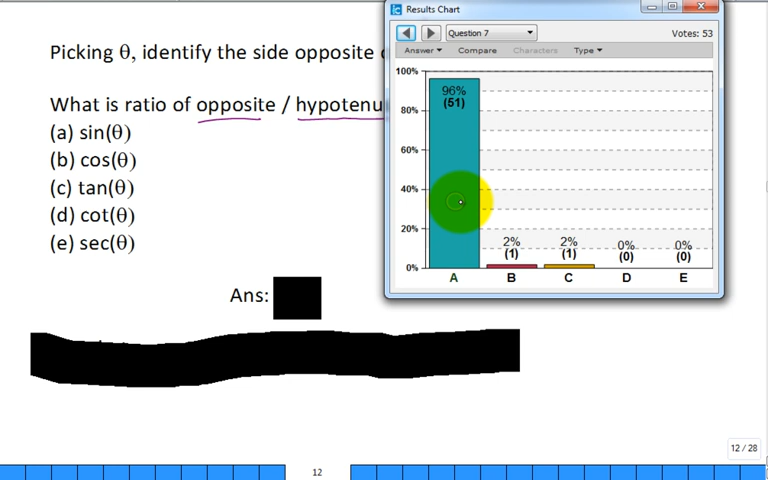 Picking θ, identify the side opposite
What is ratio of opposite / hypotenu
(a) sin(θ)
(b) cos(θ)
(c) tan(θ)
(d) cot(θ)
(e) sec(θ)
Ans:
Results Chart
Question 7
Votes: 53
Answer
Compare
Characters
Type
100%
80%
60%
40%
20%
0%
96%
(51)
2%
(1)
2%
(1)
0%
(0)
0%
(0)
A B C D E
12 / 28
12